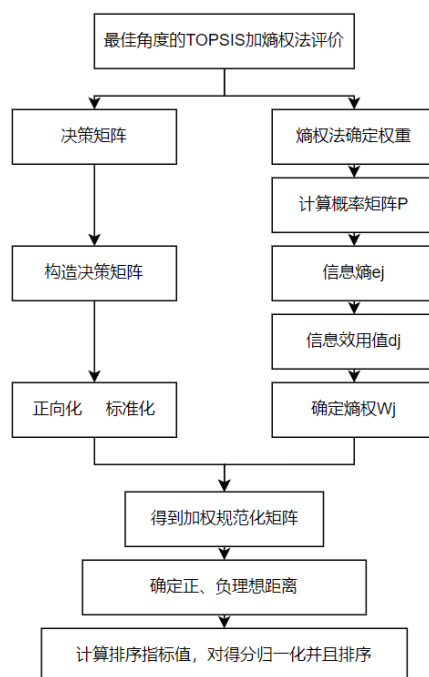 最佳角度的TOPSIS加熵权法评价
决策矩阵
熵权法确定权重
计算概率矩阵P
构造决策矩阵
信息熵ej
信息效用值dj
正向化 标准化
确定熵权Wj
得到加权规范化矩阵
确定正、负理想距离
计算排序指标值，对得分归一化并且排序